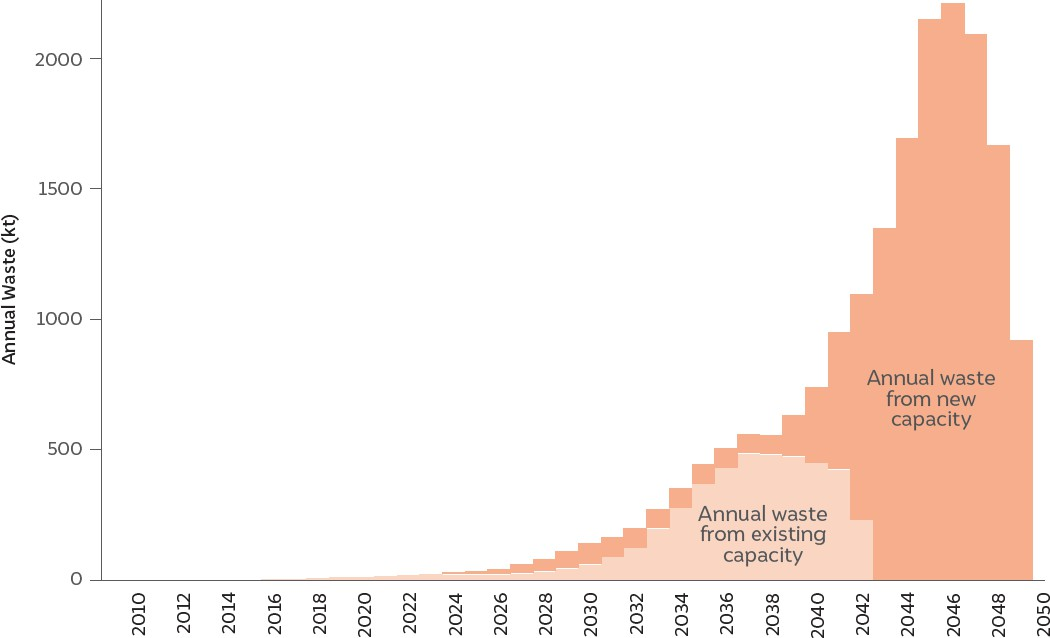 Annual Waste (kt)
2000
1500
1000
500
0
Annual waste
from new
capacity
Annual waste
from existing
capacity
2010 2012 2014 2016 2018 2020 2022 2024 2026 2028 2030 2032 2034 2036 2038 2040 2042 2044 2046 2048 2050